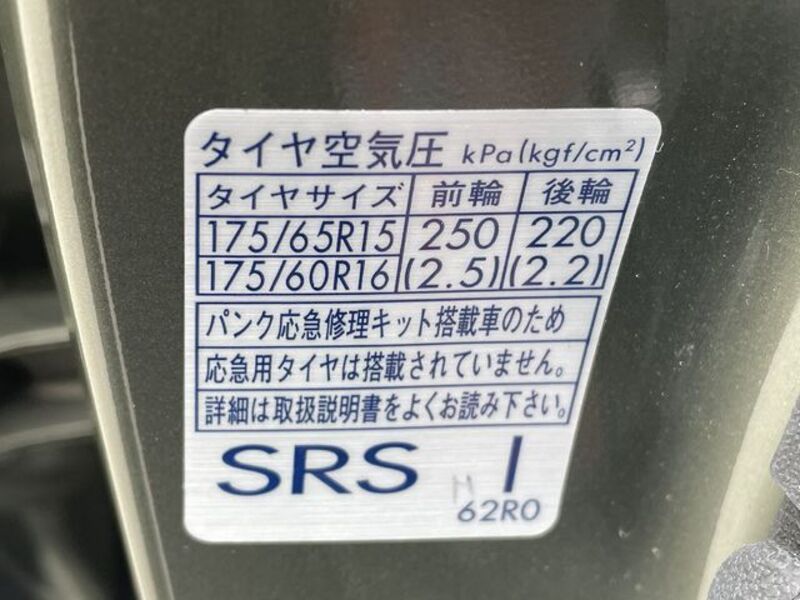 タイヤ空気圧 kPa(kgf/cm²)
タイヤサイズ 前輪 後輪
175/65R15 250 220
175/60R16 (2.5) (2.2)
パンク応急修理キット搭載車のため
応急用タイヤは搭載されていません。
詳細は取扱説明書をよくお読み下さい。
SRS I
62R0